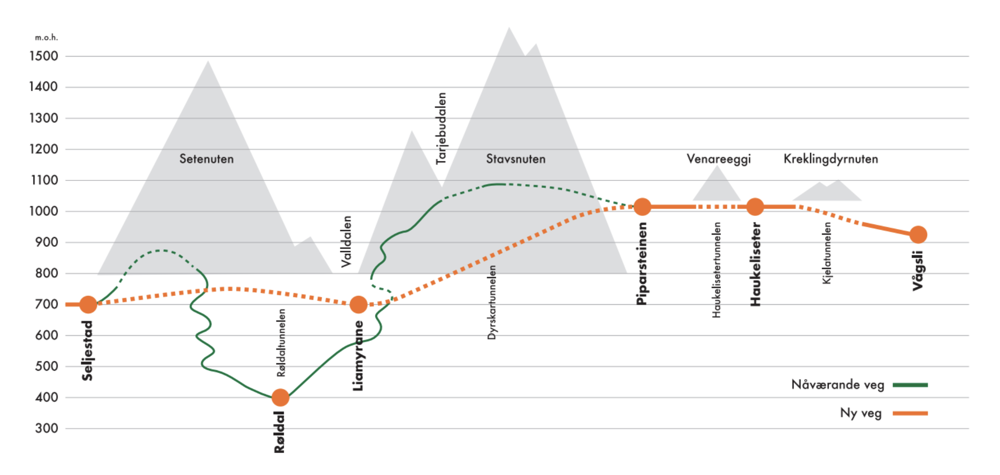 m.o.h.
1500
1400
1300
1200
1100
1000
900
800
700
600
500
400
300
Setenuten
Valldalen
Tarjebudalen
Stavsnuten
Venareeggi
Kreklingdyrnuten
Seljestad
Røldal
Røldaltunnelen
Liamyrane
Dyrskartunnelen
Piparsteinen
Haukelisetertunnelen
Haukeliseter
Kjelatunnelen
Vågsli
Nåværande veg
Ny veg